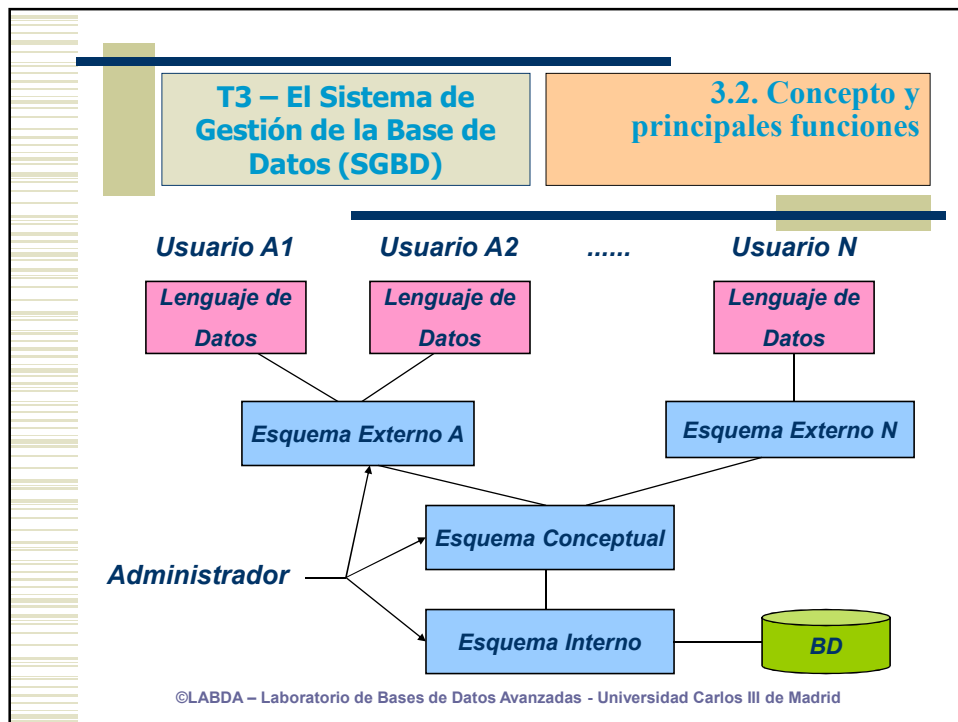 T3 – El Sistema de
Gestión de la Base de
Datos (SGBD)
3.2. Concepto y
principales funciones
Usuario A1
Usuario A2
......
Usuario N
Lenguaje de
Datos
Lenguaje de
Datos
Lenguaje de
Datos
Esquema Externo A
Esquema Externo N
Esquema Conceptual
Administrador
Esquema Interno
BD
©LABDA – Laboratorio de Bases de Datos Avanzadas - Universidad Carlos III de Madrid